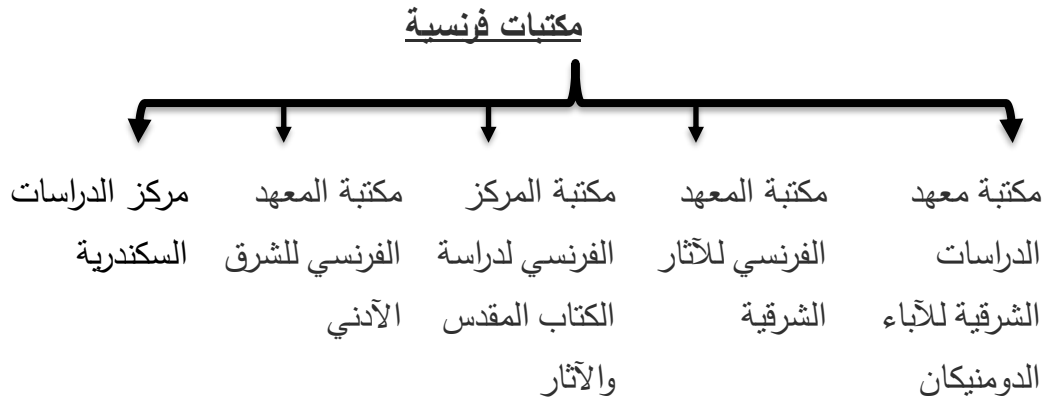 مكتبات فرنسية
مكتبة معهد
الدراسات
الشرقية للآباء
الدومنيكان
مكتبة المعهد
الفرنسي للآثار
الشرقية
مكتبة المركز
الفرنسي لدراسة
الكتاب المقدس
والآثار
مكتبة المعهد
الفرنسي للشرق
الآدني
مركز الدراسات
السكندرية